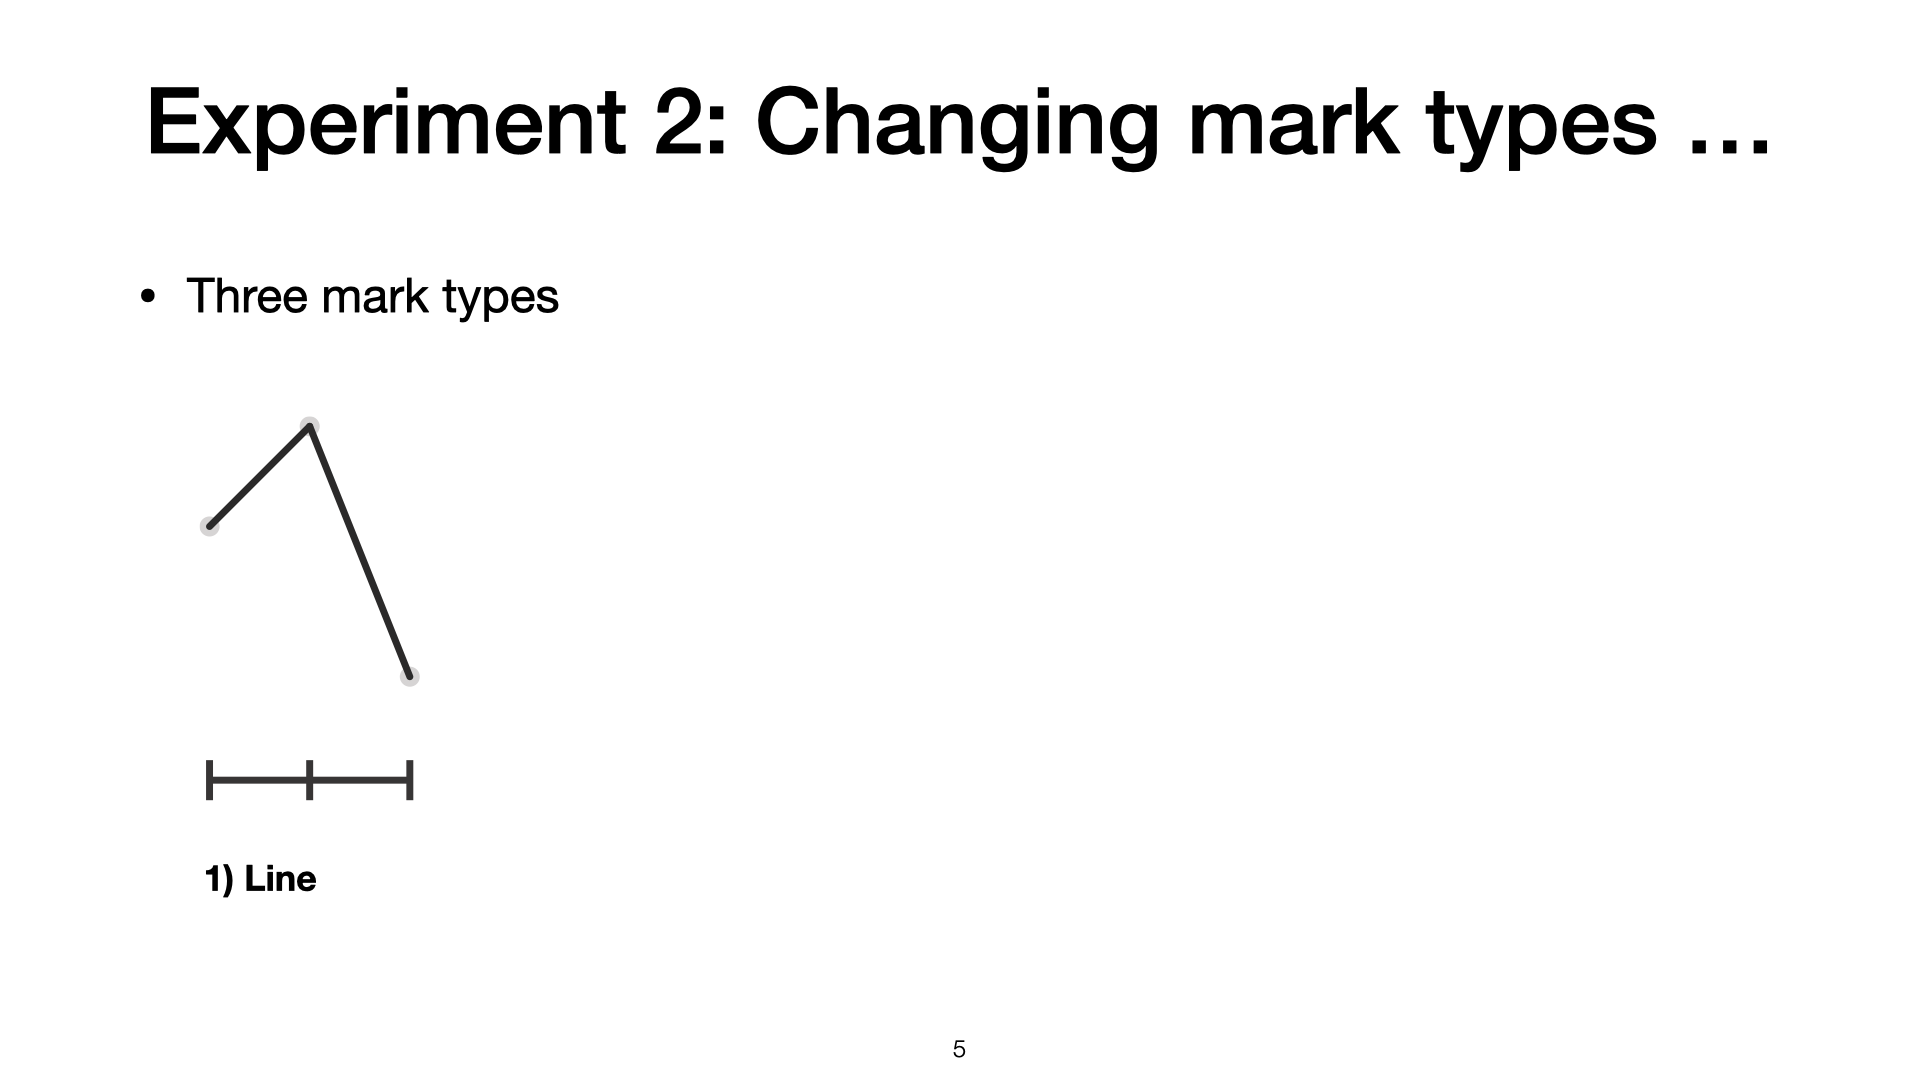 Experiment 2: Changing mark types …
• Three mark types
1) Line
5